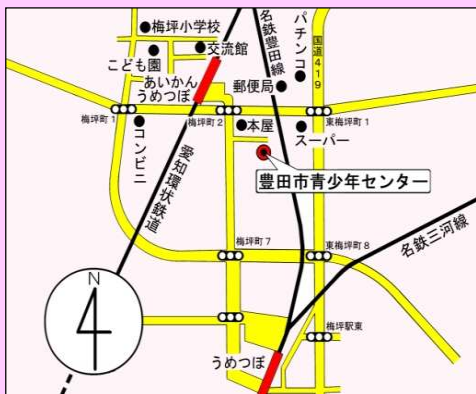 梅坪小学校
交流館
こども園
あいかん
うめつぼ
名鉄豊田線
郵便局
パチンコ
国道419
梅坪町1
コンビニ
梅坪町2
本屋
東梅坪町1
スーパー
豊田市青少年センター
愛知環状鉄道
梅坪町7
東梅坪町8
名鉄三河線
N
梅坪駅東
うめつぼ